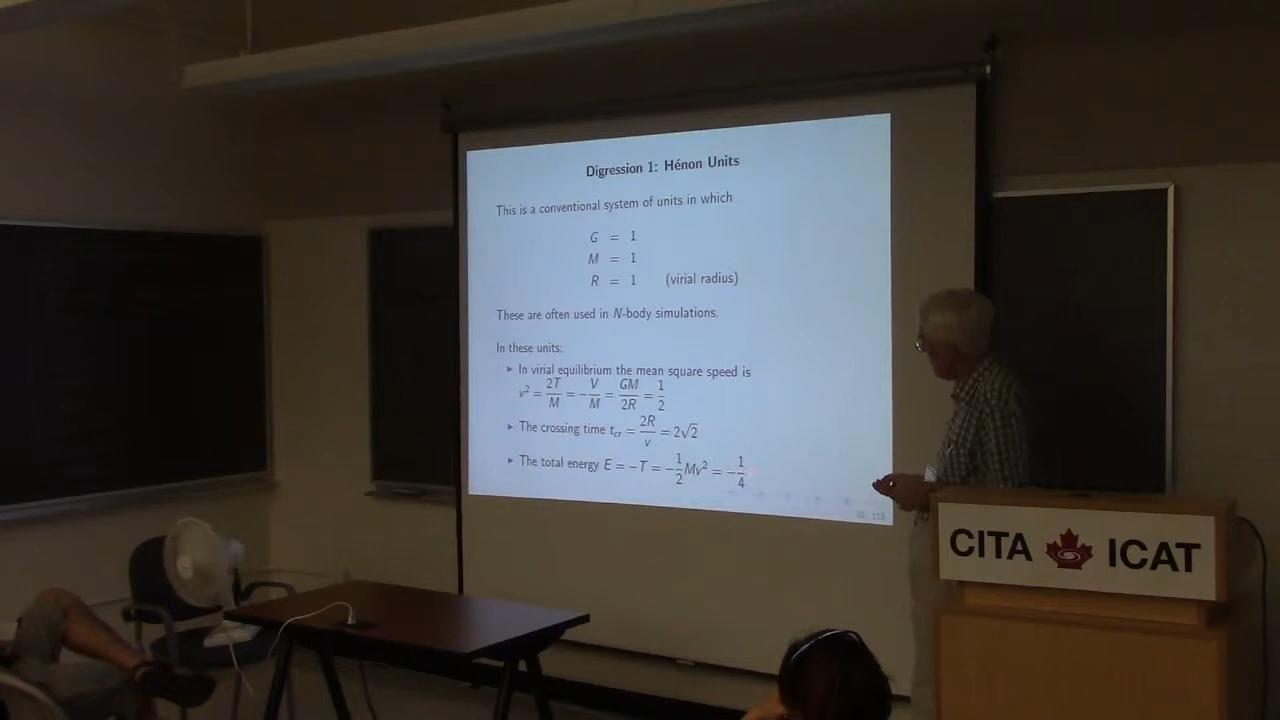 Digression 1: Hénon Units
This is a conventional system of units in which
G = 1
M = 1
R = 1 (virial radius)
These are often used in N-body simulations.
In these units:
▸ In virial equilibrium the mean square speed is
v² = 2T/M = −V/M = GM/2R = 1/2
▸ The crossing time t_cr = 2R/v = 2√2
▸ The total energy E = −T = −1/2 Mv² = −1/4
CITA ICAT